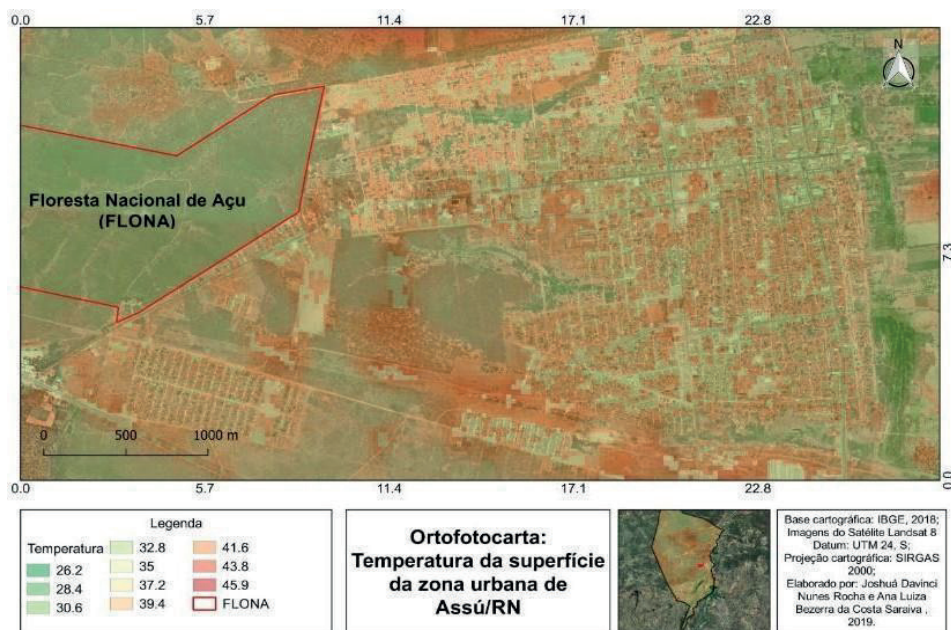 0.0 5.7 11.4 17.1 22.8
N
Floresta Nacional de Açu
(FLONA)
7.3
0 500 1000 m
0.0
0.0 5.7 11.4 17.1 22.8
Legenda
Temperatura
26.2
28.4
30.6
32.8
35
37.2
39.4
41.6
43.8
45.9
FLONA
Ortofotocarta:
Temperatura da superfície
da zona urbana de
Assú/RN
Base cartográfica: IBGE, 2018;
Imagens do Satélite Landsat 8
Datum: UTM 24, S;
Projeção cartográfica: SIRGAS
2000;
Elaborado por: Joshuá Davinci
Nunes Rocha e Ana Luiza
Bezerra da Costa Saraiva ,
2019.